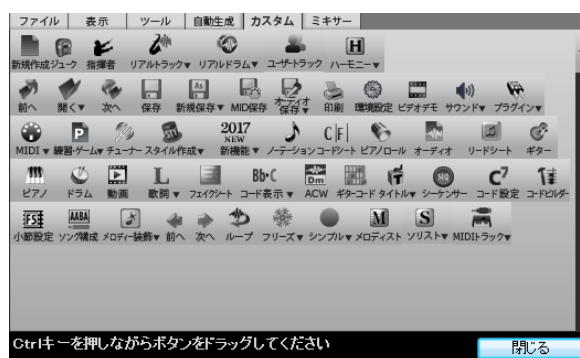 ファイル 表示 ツール 自動生成 カスタム ミキサー
H
新規作成 ジューク 指揮者 リアルトラック▼ リアルドラム▼ ユーザートラック ハーモニー▼
As
前へ 開く▼ 次へ 保存 新規保存▼ MID保存 オーディオ保存▼ 印刷 環境設定 ビデオデモ サウンド▼ プラグイン▼
P 2017 NEW C F
MIDI▼ 練習・ゲーム▼ チューナー スタイル作成▼ 新機能▼ ノーテーション コードシート ピアノロール オーディオ リードシート ギター
L Bb▸C Dm SEQ C7
ピアノ ドラム 動画 歌詞▼ フェイクシート コード表示▼ ACW ギターコード タイトル▼ シーケンサー コード設定 コードビルダー
AABA M S
小節設定 ソング構成 メロディー装飾▼ 前へ 次へ ループ フリーズ▼ シンプル▼ メロディスト ソリスト▼ MIDIトラック▼
Ctrlキーを押しながらボタンをドラッグしてください 閉じる